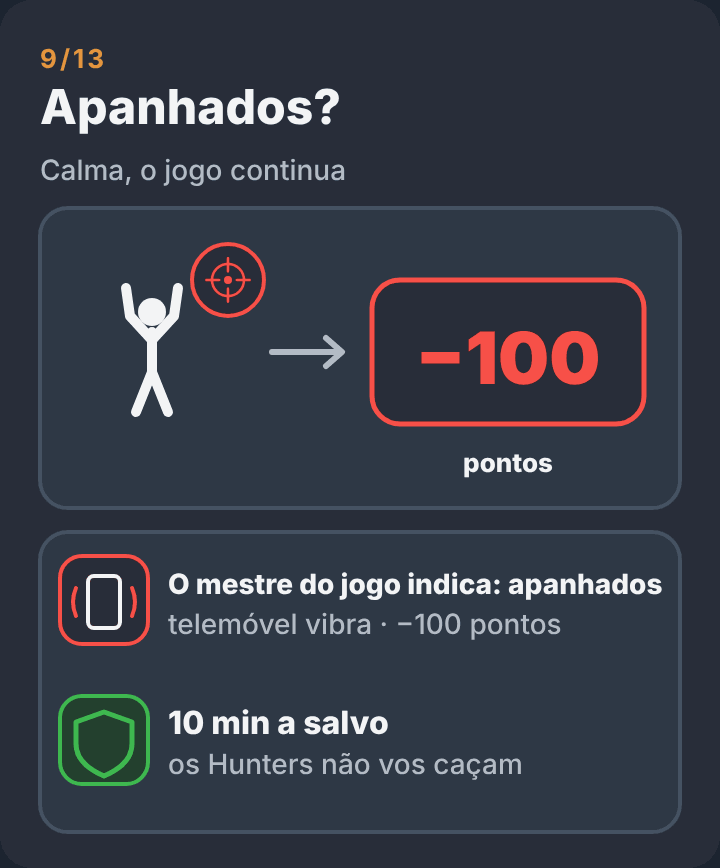 9/13
Apanhados?
Calma, o jogo continua
−100
pontos
O mestre do jogo indica: apanhados
telemóvel vibra · −100 pontos
10 min a salvo
os Hunters não vos caçam